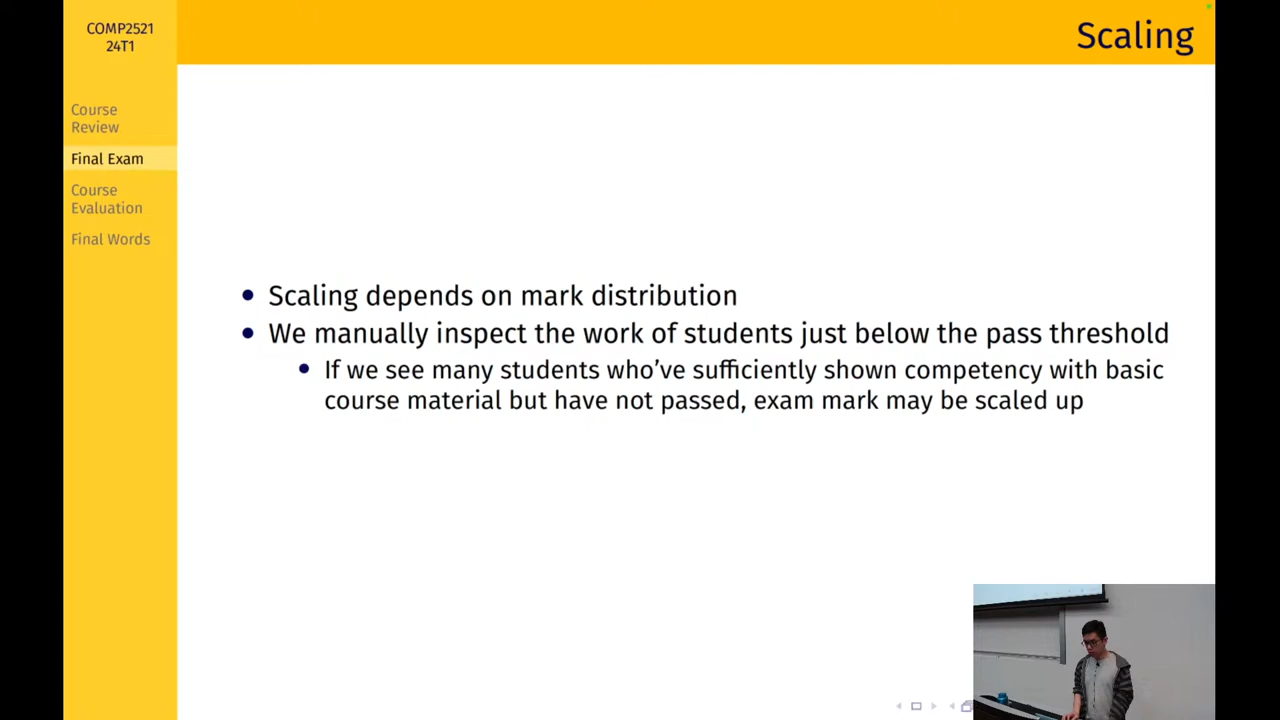 COMP2521
24T1
Scaling
Course
Review
Final Exam
Course
Evaluation
Final Words
• Scaling depends on mark distribution
• We manually inspect the work of students just below the pass threshold
• If we see many students who’ve sufficiently shown competency with basic
course material but have not passed, exam mark may be scaled up